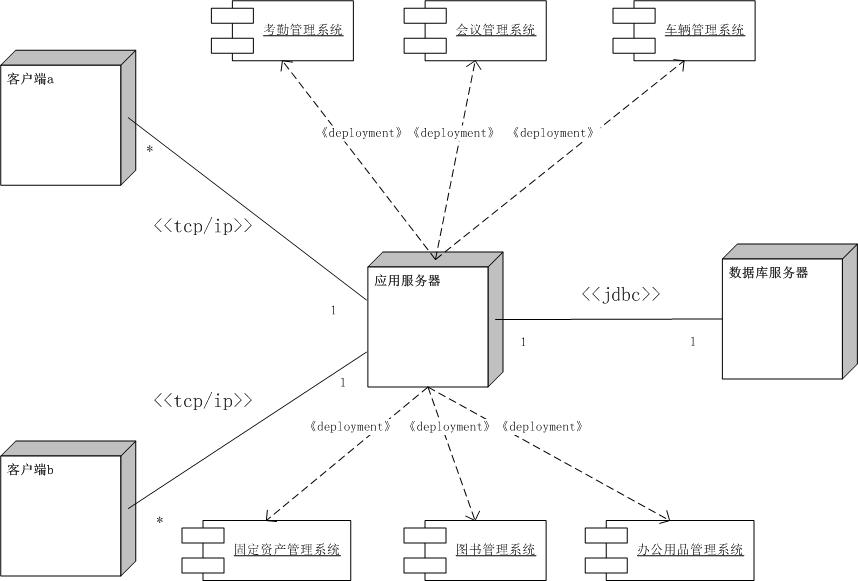 考勤管理系统
会议管理系统
车辆管理系统
客户端a
《deployment》
《deployment》
《deployment》
*
<<tcp/ip>>
应用服务器
数据库服务器
<<jdbc>>
1
1
1
1
<<tcp/ip>>
《deployment》
《deployment》
《deployment》
客户端b
*
固定资产管理系统
图书管理系统
办公用品管理系统